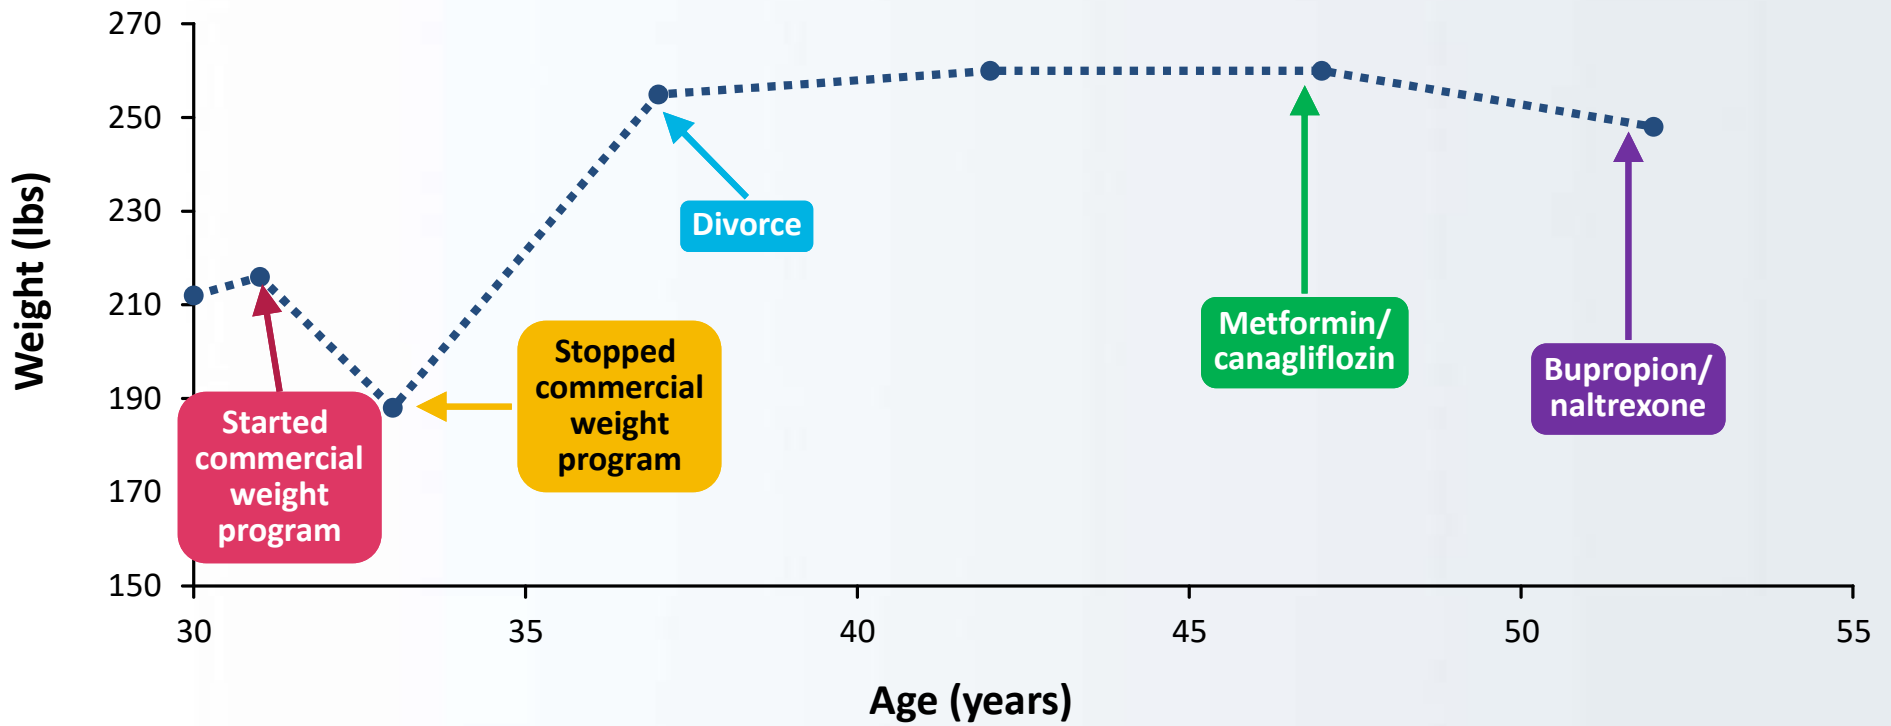 270
250
230
210
190
170
150
Weight (lbs)
Started
commercial
weight
program
Stopped
commercial
weight
program
Divorce
Metformin/
canagliflozin
Bupropion/
naltrexone
30
35
40
45
50
55
Age (years)